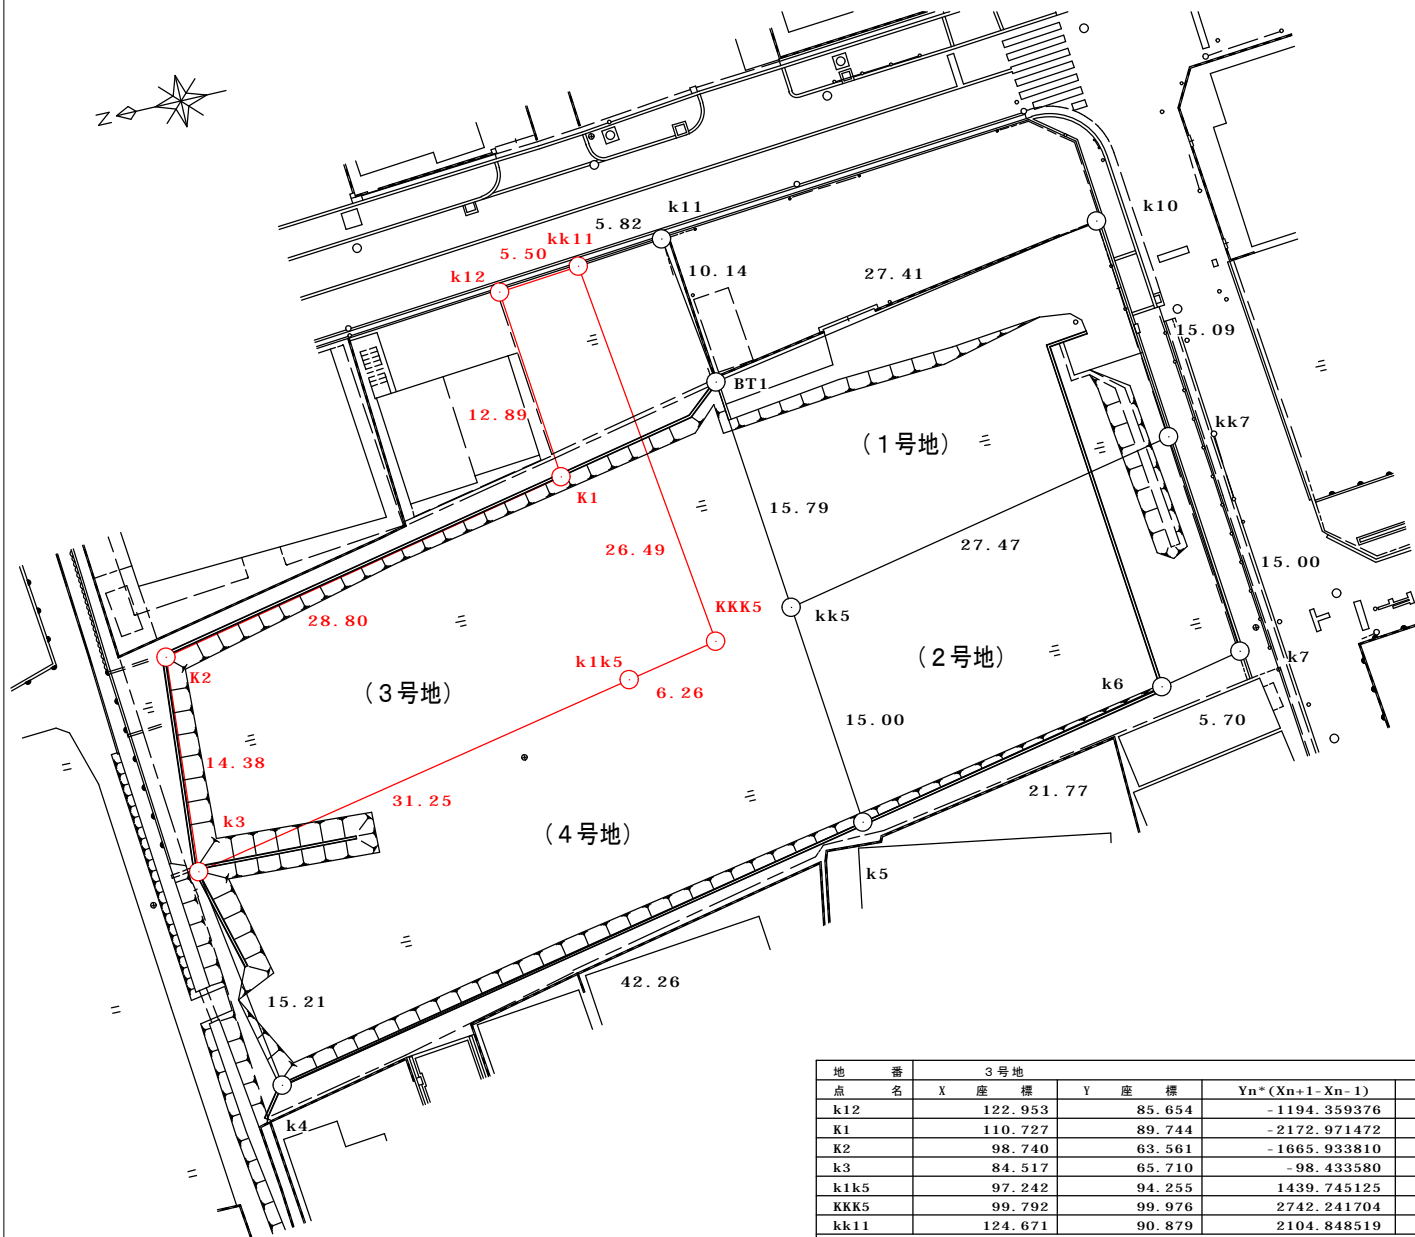 N
k11
5.82
kk11
5.50
k12
k10
10.14
27.41
15.09
BT1
12.89
kk7
(1号地)
K1
15.79
26.49
27.47
15.00
28.80
KKK5
kk5
k1k5
(2号地)
k7
K2
(3号地)
6.26
k6
15.00
5.70
14.38
31.25
21.77
k3
(4号地)
k5
42.26
15.21
k4
地 番 3号地
点 名 X 座 標 Y 座 標 Yn*(Xn+1-Xn-1)
k12 122.953 85.654 -1194.359376
K1 110.727 89.744 -2172.971472
K2 98.740 63.561 -1665.933810
k3 84.517 65.710 -98.433580
k1k5 97.242 94.255 1439.745125
KKK5 99.792 99.976 2742.241704
kk11 124.671 90.879 2104.848519